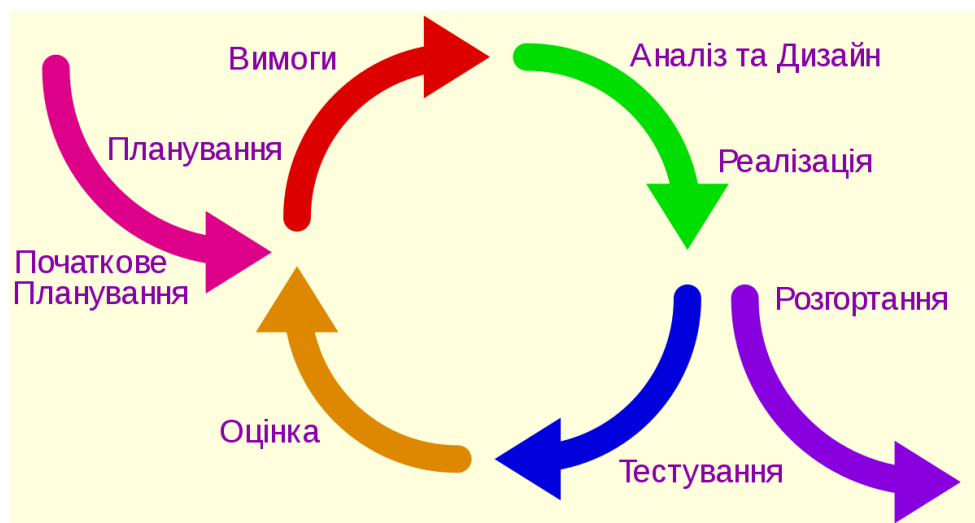 Вимоги
Аналіз та Дизайн
Планування
Реалізація
Початкове
Планування
Розгортання
Оцінка
Тестування